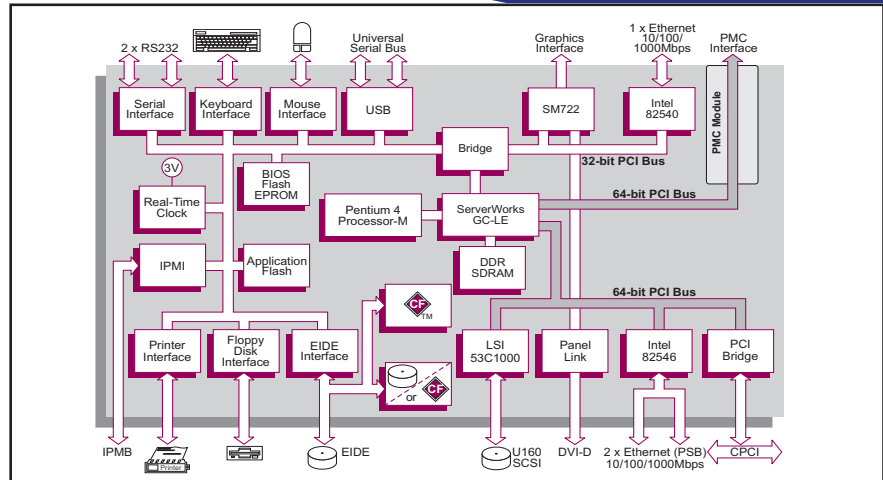 2 x RS232
Universal
Serial Bus
Graphics
Interface
1 x Ethernet
10/100/
1000Mbps
PMC
Interface
Serial
Interface
Keyboard
Interface
Mouse
Interface
USB
SM722
Intel
82540
PMC Module
Bridge
32-bit PCI Bus
3V
BIOS
Flash
EPROM
64-bit PCI Bus
Real-Time
Clock
Pentium 4
Processor-M
ServerWorks
GC-LE
IPMI
Application
Flash
DDR
SDRAM
CF
TM
64-bit PCI Bus
Printer
Interface
Floppy
Disk
Interface
EIDE
Interface
or
CF
LSI
53C1000
Panel
Link
Intel
82546
PCI
Bridge
IPMB
Printer
EIDE
U160
SCSI
DVI-D
2 x Ethernet (PSB)
10/100/1000Mbps
CPCI